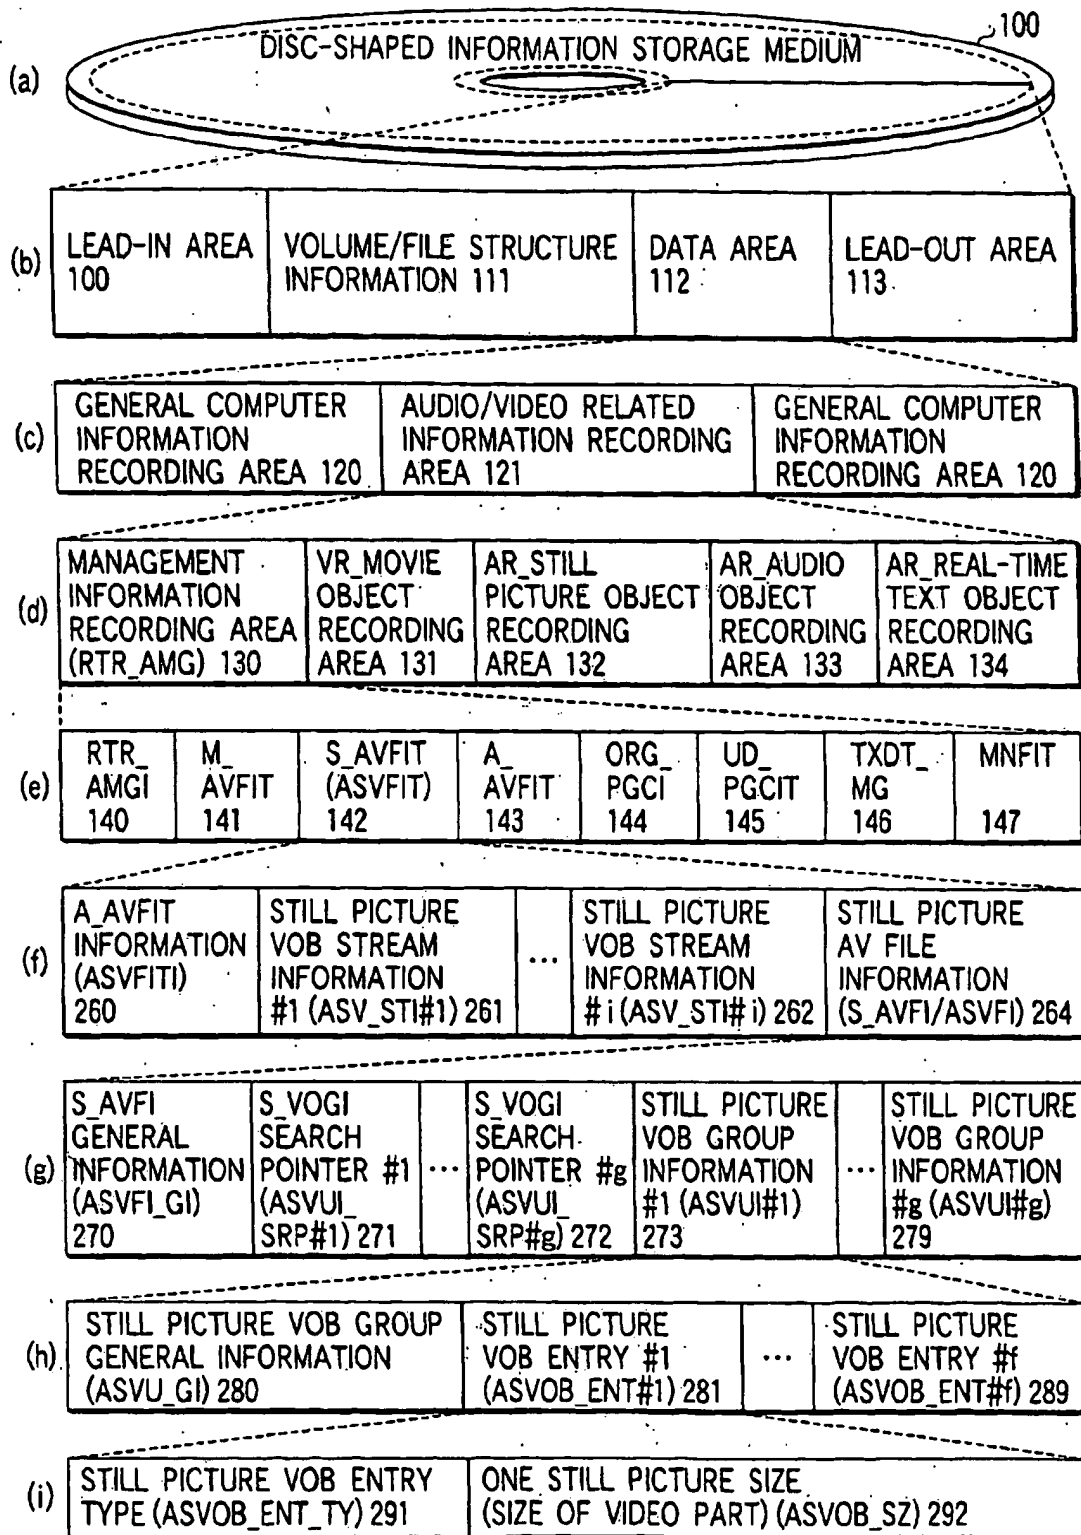 100
DISC-SHAPED INFORMATION STORAGE MEDIUM
(a)
(b)
LEAD-IN AREA
100
VOLUME/FILE STRUCTURE
INFORMATION 111
DATA AREA
112
LEAD-OUT AREA
113
(c)
GENERAL COMPUTER
INFORMATION
RECORDING AREA 120
AUDIO/VIDEO RELATED
INFORMATION RECORDING
AREA 121
GENERAL COMPUTER
INFORMATION
RECORDING AREA 120
(d)
MANAGEMENT
INFORMATION
RECORDING AREA
(RTR_AMG) 130
VR_MOVIE
OBJECT
RECORDING
AREA 131
AR_STILL
PICTURE OBJECT
RECORDING
AREA 132
AR_AUDIO
OBJECT
RECORDING
AREA 133
AR_REAL-TIME
TEXT OBJECT
RECORDING
AREA 134
(e)
RTR_
AMGI
140
M_
AVFIT
141
S_AVFIT
(ASVFIT)
142
A_
AVFIT
143
ORG_
PGCI
144
UD_
PGCIT
145
TXDT_
MG
146
MNFIT
147
(f)
A_AVFIT
INFORMATION
(ASVFITI)
260
STILL PICTURE
VOB STREAM
INFORMATION
#1 (ASV_STI#1) 261
...
STILL PICTURE
VOB STREAM
INFORMATION
#i (ASV_STI#i) 262
STILL PICTURE
AV FILE
INFORMATION
(S_AVFI/ASVFI) 264
(g)
S_AVFI
GENERAL
INFORMATION
(ASVFI_GI)
270
S_VOGI
SEARCH
POINTER #1
(ASVUI_
SRP#1) 271
...
S_VOGI
SEARCH
POINTER #g
(ASVUI_
SRP#g) 272
STILL PICTURE
VOB GROUP
INFORMATION
#1 (ASVUI#1)
273
...
STILL PICTURE
VOB GROUP
INFORMATION
#g (ASVUI#g)
279
(h)
STILL PICTURE VOB GROUP
GENERAL INFORMATION
(ASVU_GI) 280
STILL PICTURE
VOB ENTRY #1
(ASVOB_ENT#1) 281
...
STILL PICTURE
VOB ENTRY #f
(ASVOB_ENT#f) 289
(i)
STILL PICTURE VOB ENTRY
TYPE (ASVOB_ENT_TY) 291
ONE STILL PICTURE SIZE
(SIZE OF VIDEO PART) (ASVOB_SZ) 292